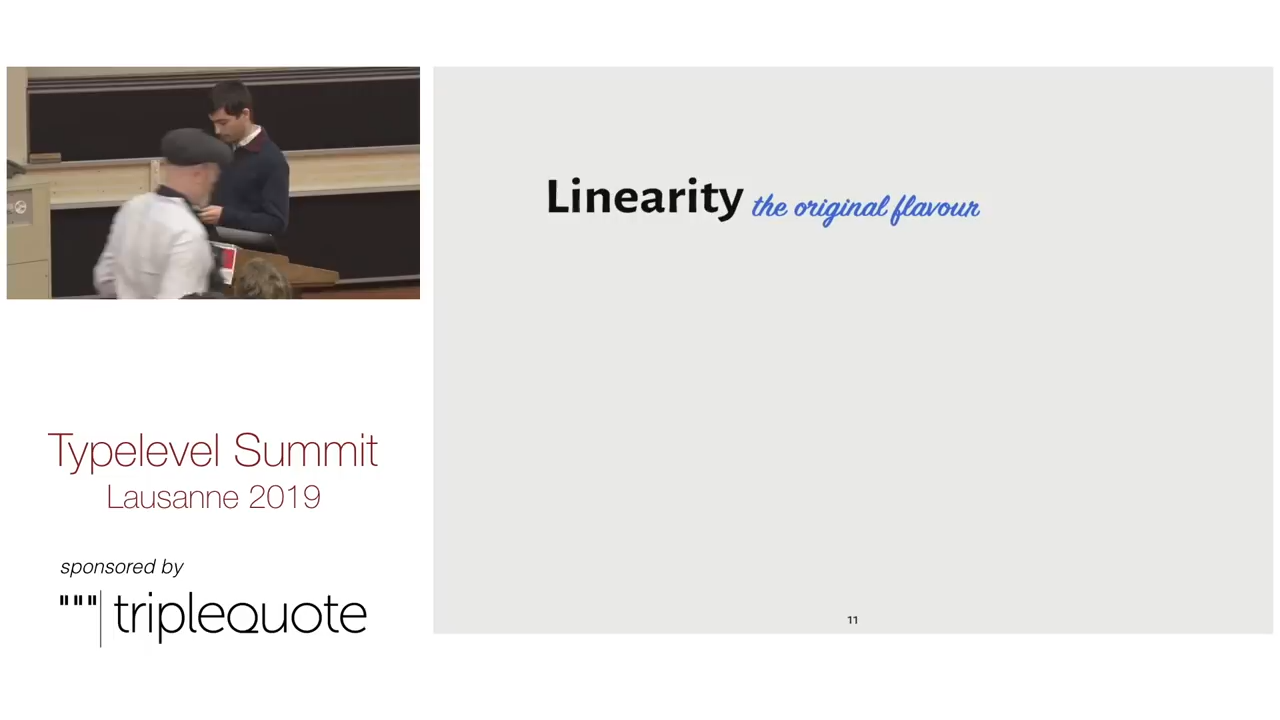 Linearity the original flavour
Typelevel Summit
Lausanne 2019
sponsored by
"""|triplequote
11